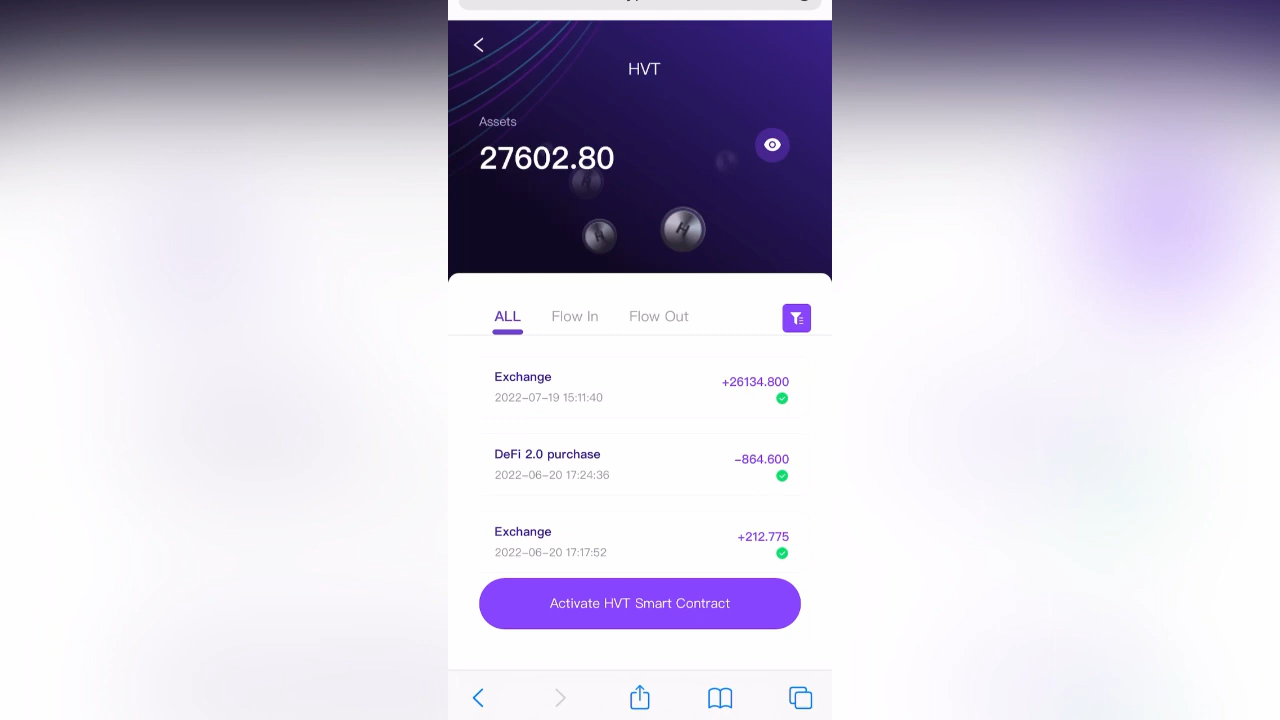 HVT
Assets
27602.80
ALL Flow In Flow Out
Exchange +26134.800
2022-07-19 15:11:40
DeFi 2.0 purchase -864.600
2022-06-20 17:24:36
Exchange +212.775
2022-06-20 17:17:52
Activate HVT Smart Contract